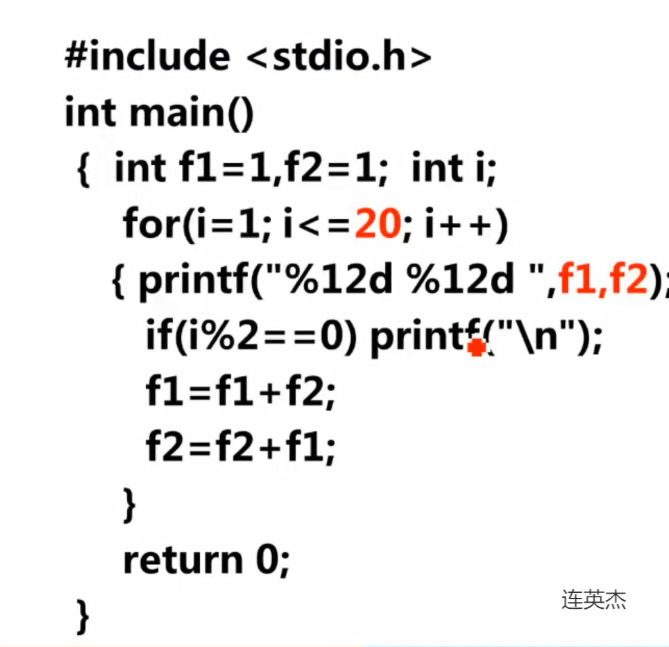 #include <stdio.h>
int main()
{ int f1=1,f2=1; int i;
for(i=1; i<=20; i++)
{ printf("%12d %12d ",f1,f2);
if(i%2==0) printf("\n");
f1=f1+f2;
f2=f2+f1;
}
return 0;
连英杰
}